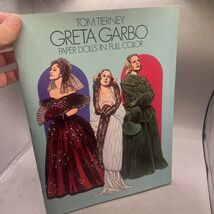 TOM TIERNEY
GRETA GARBO
PAPER DOLLS IN FULL COLOR